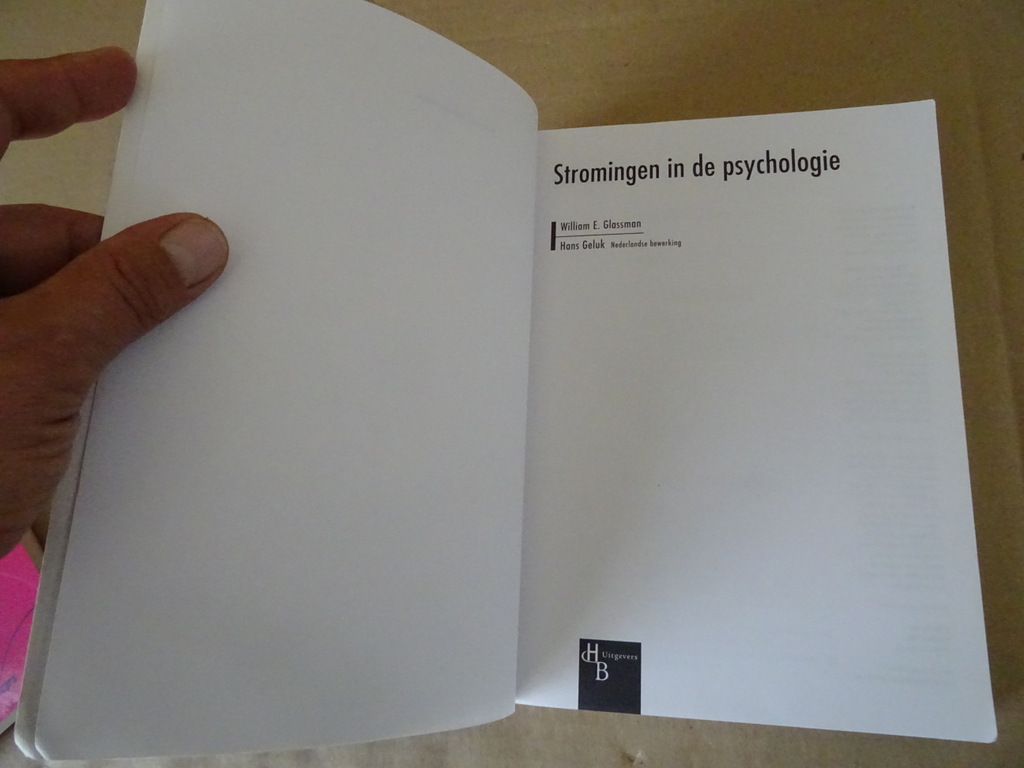 Stromingen in de psychologie
William E. Glassman
Hans Geluk Nederlandse bewerking
HB Uitgevers